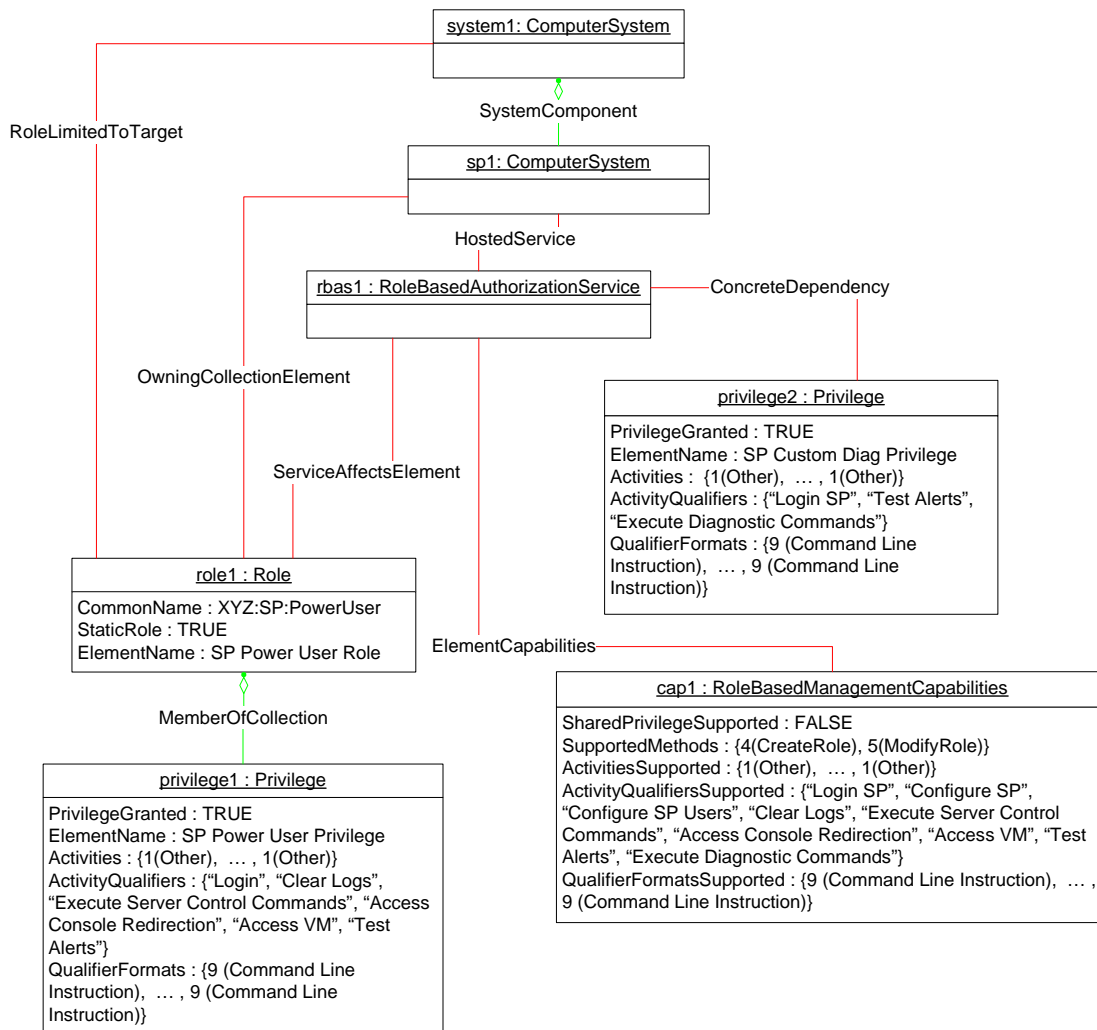 system1: ComputerSystem
RoleLimitedToTarget
SystemComponent
sp1: ComputerSystem
HostedService
rbas1 : RoleBasedAuthorizationService
ConcreteDependency
OwningCollectionElement
privilege2 : Privilege
PrivilegeGranted : TRUE
ElementName : SP Custom Diag Privilege
Activities :  {1(Other),  … , 1(Other)}
ActivityQualifiers : {“Login SP”, “Test Alerts”,
“Execute Diagnostic Commands”}
QualifierFormats : {9 (Command Line
Instruction),  … , 9 (Command Line
Instruction)}
ServiceAffectsElement
role1 : Role
CommonName : XYZ:SP:PowerUser
StaticRole : TRUE
ElementName : SP Power User Role
ElementCapabilities
MemberOfCollection
cap1 : RoleBasedManagementCapabilities
SharedPrivilegeSupported : FALSE
SupportedMethods : {4(CreateRole), 5(ModifyRole)}
ActivitiesSupported : {1(Other),  … , 1(Other)}
ActivityQualifiersSupported : {“Login SP”, “Configure SP”,
“Configure SP Users”, “Clear Logs”, “Execute Server Control
Commands”, “Access Console Redirection”, “Access VM”, “Test
Alerts”, “Execute Diagnostic Commands”}
QualifierFormatsSupported : {9 (Command Line Instruction),  … ,
9 (Command Line Instruction)}
privilege1 : Privilege
PrivilegeGranted : TRUE
ElementName : SP Power User Privilege
Activities : {1(Other),  … , 1(Other)}
ActivityQualifiers : {“Login”, “Clear Logs”,
“Execute Server Control Commands”, “Access
Console Redirection”, “Access VM”, “Test
Alerts”}
QualifierFormats : {9 (Command Line
Instruction),  … , 9 (Command Line
Instruction)}